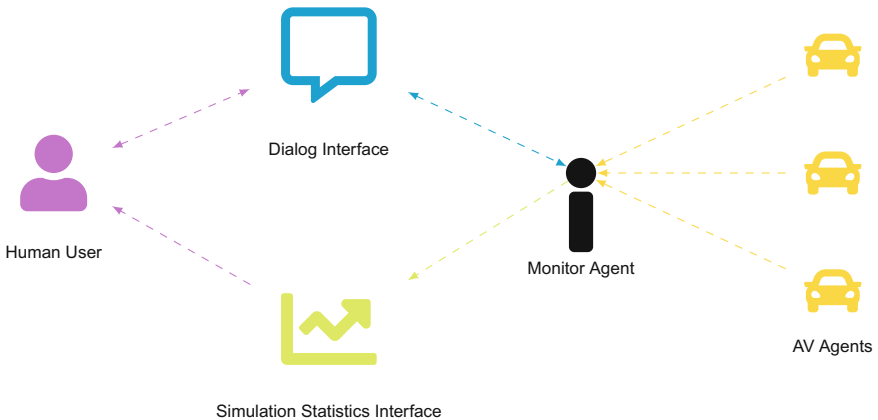 Dialog Interface
Human User
Monitor Agent
AV Agents
Simulation Statistics Interface